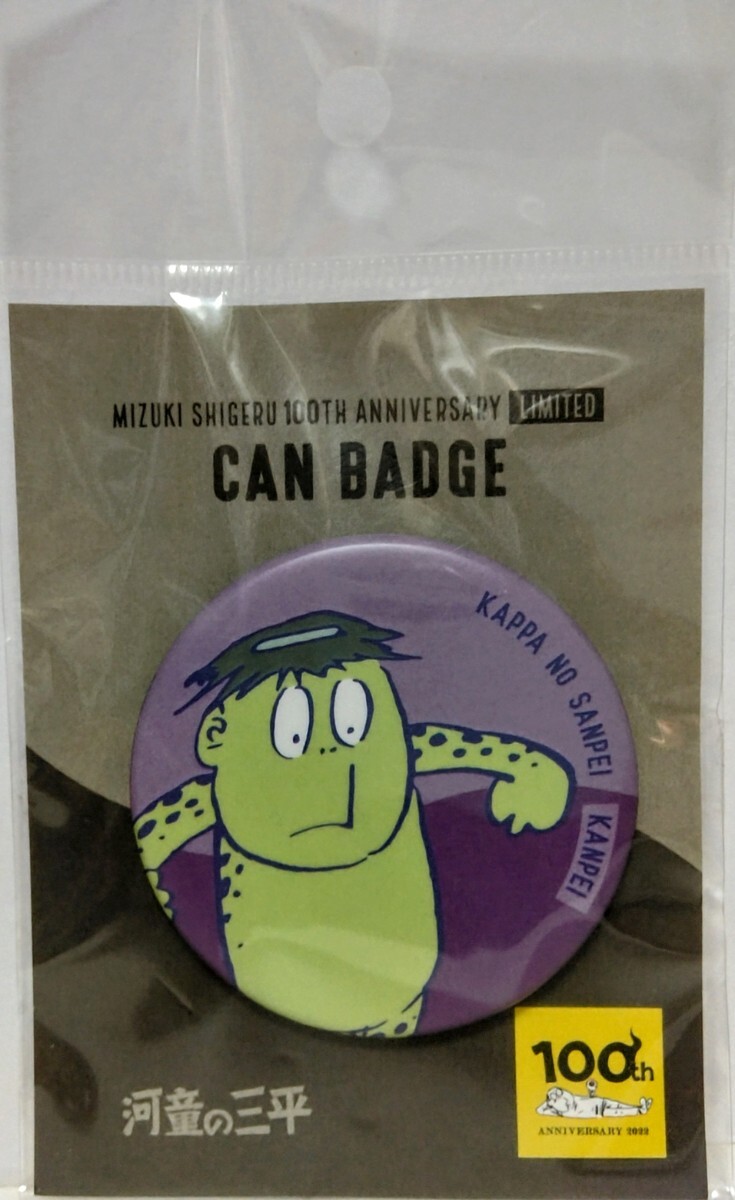 MIZUKI SHIGERU 100TH ANNIVERSARY LIMITED
CAN BADGE
KAPPA NO SANPEI KANPEI
河童の三平
100th
ANNIVERSARY 2022